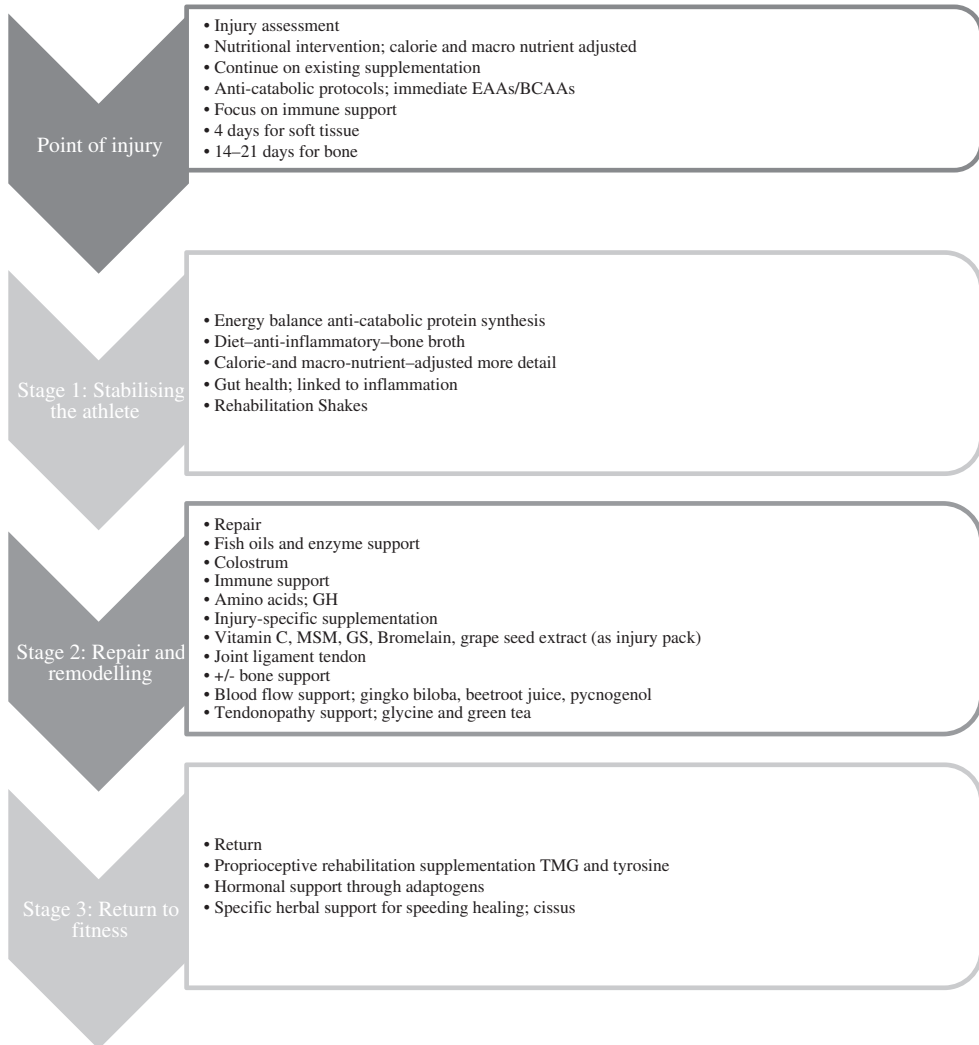 Point of injury
• Injury assessment
• Nutritional intervention; calorie and macro nutrient adjusted
• Continue on existing supplementation
• Anti-catabolic protocols; immediate EAAs/BCAAs
• Focus on immune support
• 4 days for soft tissue
• 14–21 days for bone
Stage 1: Stabilising
the athlete
• Energy balance anti-catabolic protein synthesis
• Diet–anti-inflammatory–bone broth
• Calorie-and macro-nutrient–adjusted more detail
• Gut health; linked to inflammation
• Rehabilitation Shakes
Stage 2: Repair and
remodelling
• Repair
• Fish oils and enzyme support
• Colostrum
• Immune support
• Amino acids; GH
• Injury-specific supplementation
• Vitamin C, MSM, GS, Bromelain, grape seed extract (as injury pack)
• Joint ligament tendon
• +/- bone support
• Blood flow support; gingko biloba, beetroot juice, pycnogenol
• Tendonopathy support; glycine and green tea
Stage 3: Return to
fitness
• Return
• Proprioceptive rehabilitation supplementation TMG and tyrosine
• Hormonal support through adaptogens
• Specific herbal support for speeding healing; cissus